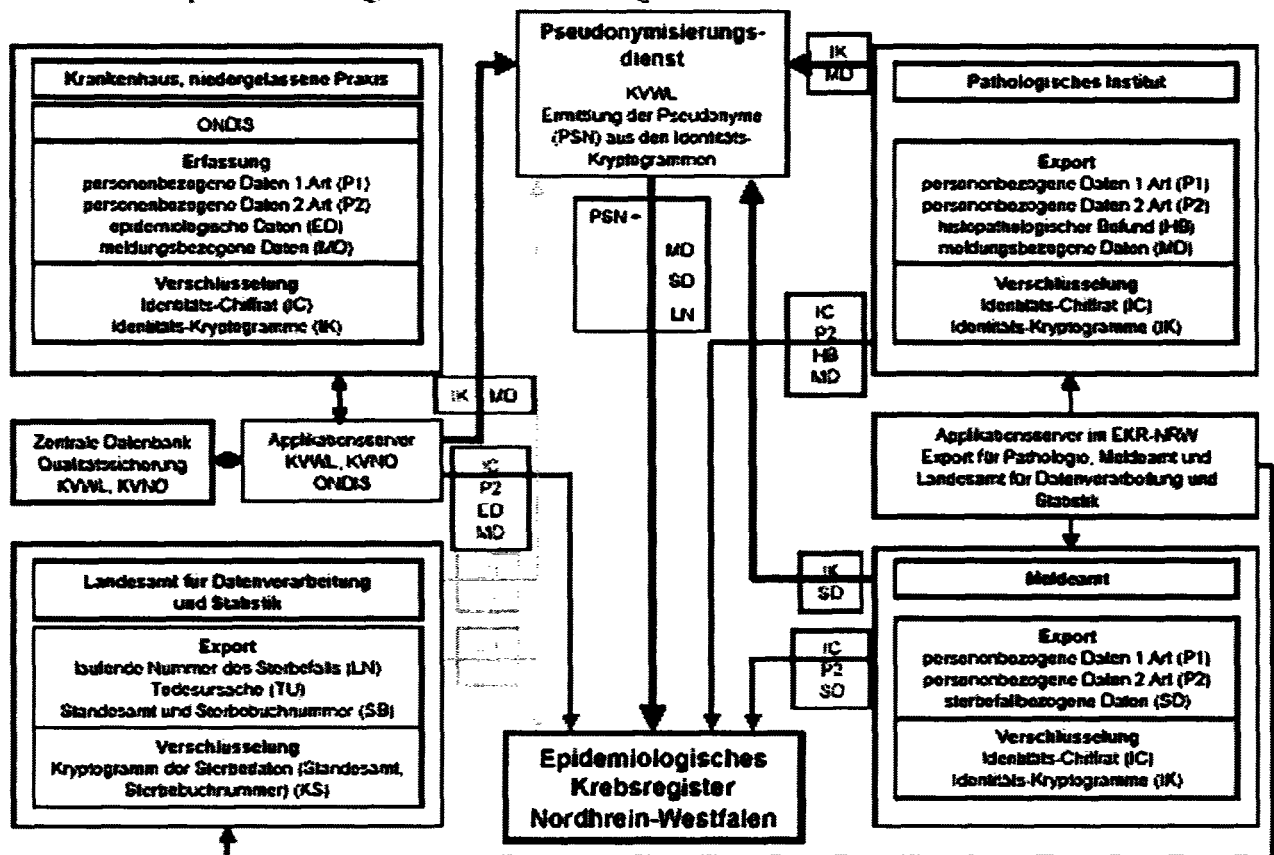 Pseudonymisierungs-
dienst
KVWL
Ermittlung der Pseudonyme
(PSN) aus den Identitäts-
Kryptogrammen
Krankenhaus, niedergelassene Praxis
ONDIS
Erfassung
personenbezogene Daten 1.Art (P1)
personenbezogene Daten 2.Art (P2)
epidemiologische Daten (ED)
meldungsbezogene Daten (MD)
Verschlüsselung
Identitäts-Chiffrat (IC)
Identitäts-Kryptogramme (IK)
IK
MD
Pathologisches Institut
Export
personenbezogene Daten 1.Art (P1)
personenbezogene Daten 2.Art (P2)
histopathologischer Befund (HB)
meldungsbezogene Daten (MD)
Verschlüsselung
Identitäts-Chiffrat (IC)
Identitäts-Kryptogramme (IK)
PSN +
MD
SD
LN
IC
P2
HB
MD
IK MD
Zentrale Datenbank
Qualitätssicherung
KVWL, KVNO
Applikationsserver
KVWL, KVNO
ONDIS
IC
P2
ED
MD
Applikationsserver im EKR-NRW
Export für Pathologie, Meldeamt und
Landesamt für Datenverarbeitung und
Statistik
Landesamt für Datenverarbeitung
und Statistik
Export
laufende Nummer des Sterbefalls (LN)
Todesursache (TU)
Standesamt und Sterbebuchnummer (SB)
Verschlüsselung
Kryptogramm der Sterbedaten (Standesamt,
Sterbebuchnummer) (KS)
IK
SD
IC
P2
SD
Meldeamt
Export
personenbezogene Daten 1.Art (P1)
personenbezogene Daten 2.Art (P2)
sterbefallbezogene Daten (SD)
Verschlüsselung
Identitäts-Chiffrat (IC)
Identitäts-Kryptogramme (IK)
Epidemiologisches
Krebsregister
Nordrhein-Westfalen